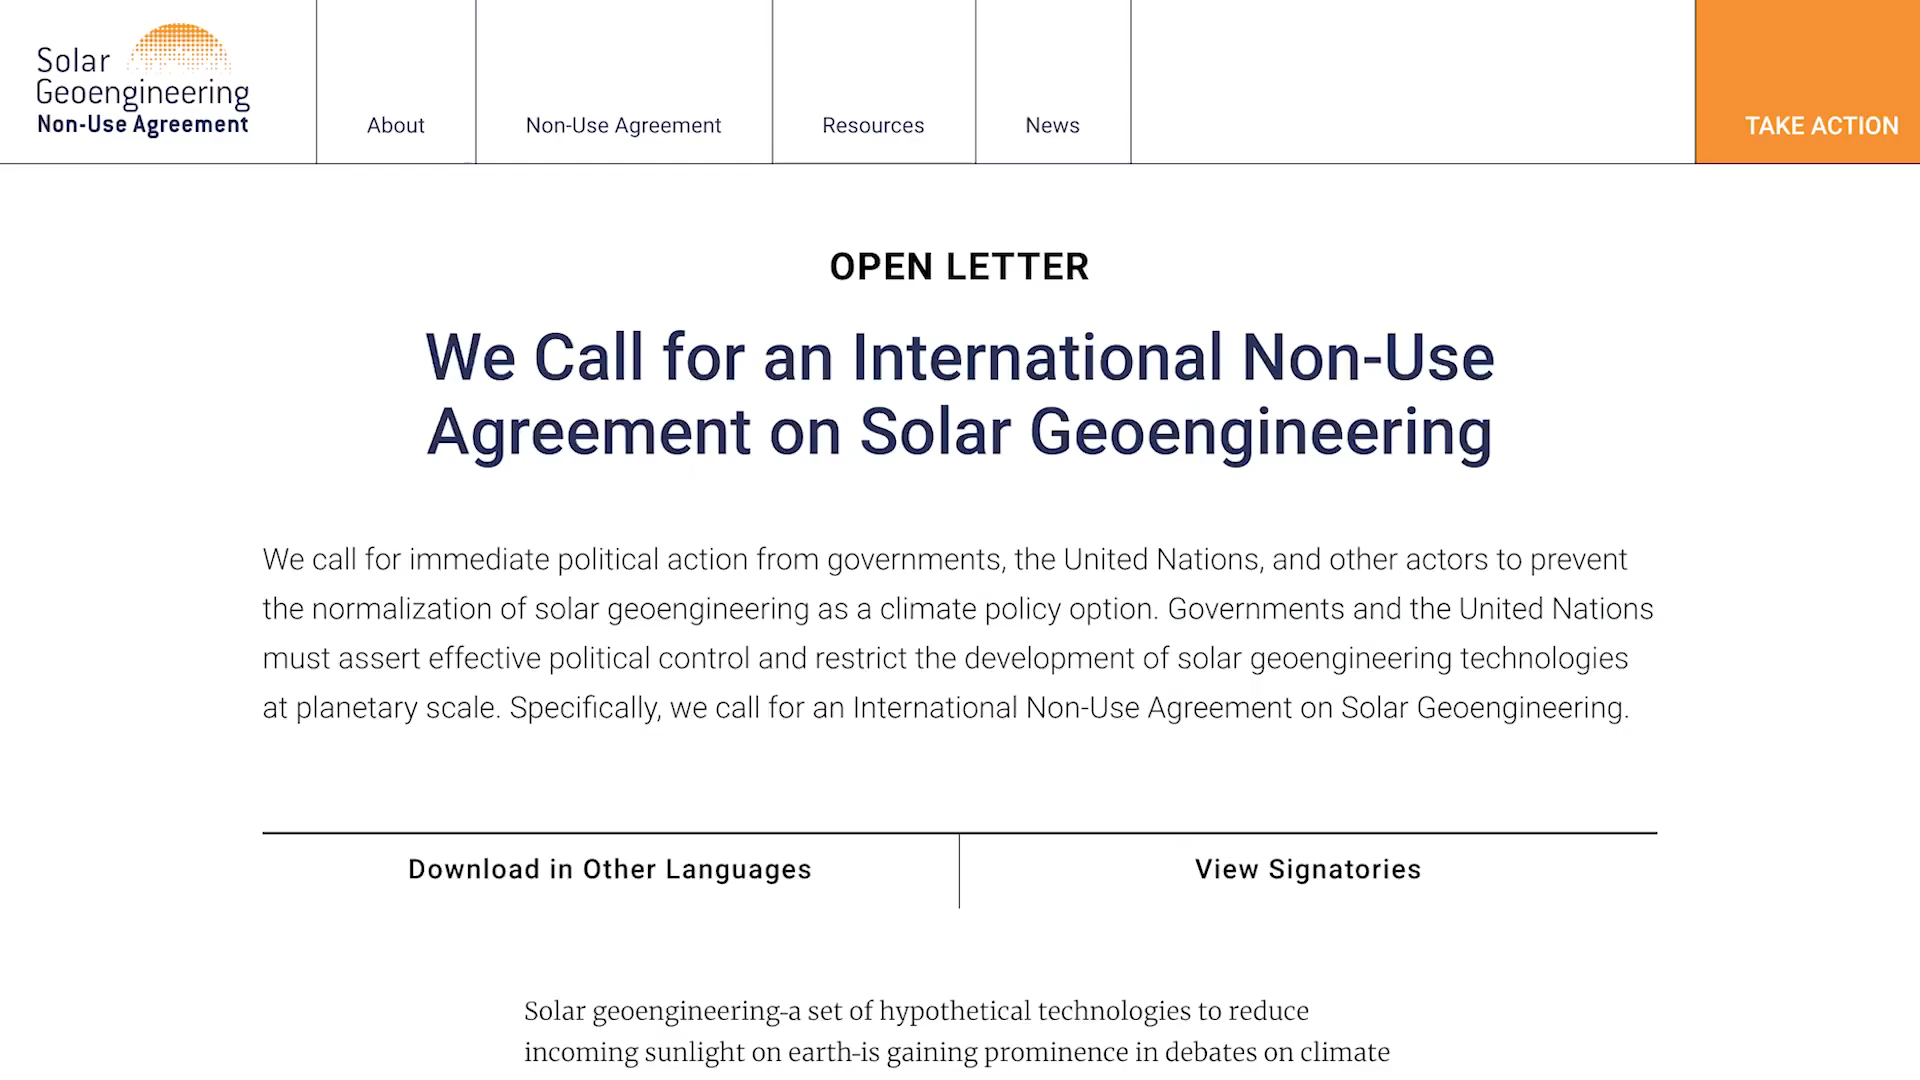 Solar
Geoengineering
Non-Use Agreement
About
Non-Use Agreement
Resources
News
TAKE ACTION
OPEN LETTER
We Call for an International Non-Use
Agreement on Solar Geoengineering
We call for immediate political action from governments, the United Nations, and other actors to prevent
the normalization of solar geoengineering as a climate policy option. Governments and the United Nations
must assert effective political control and restrict the development of solar geoengineering technologies
at planetary scale. Specifically, we call for an International Non-Use Agreement on Solar Geoengineering.
Download in Other Languages
View Signatories
Solar geoengineering-a set of hypothetical technologies to reduce
incoming sunlight on earth-is gaining prominence in debates on climate